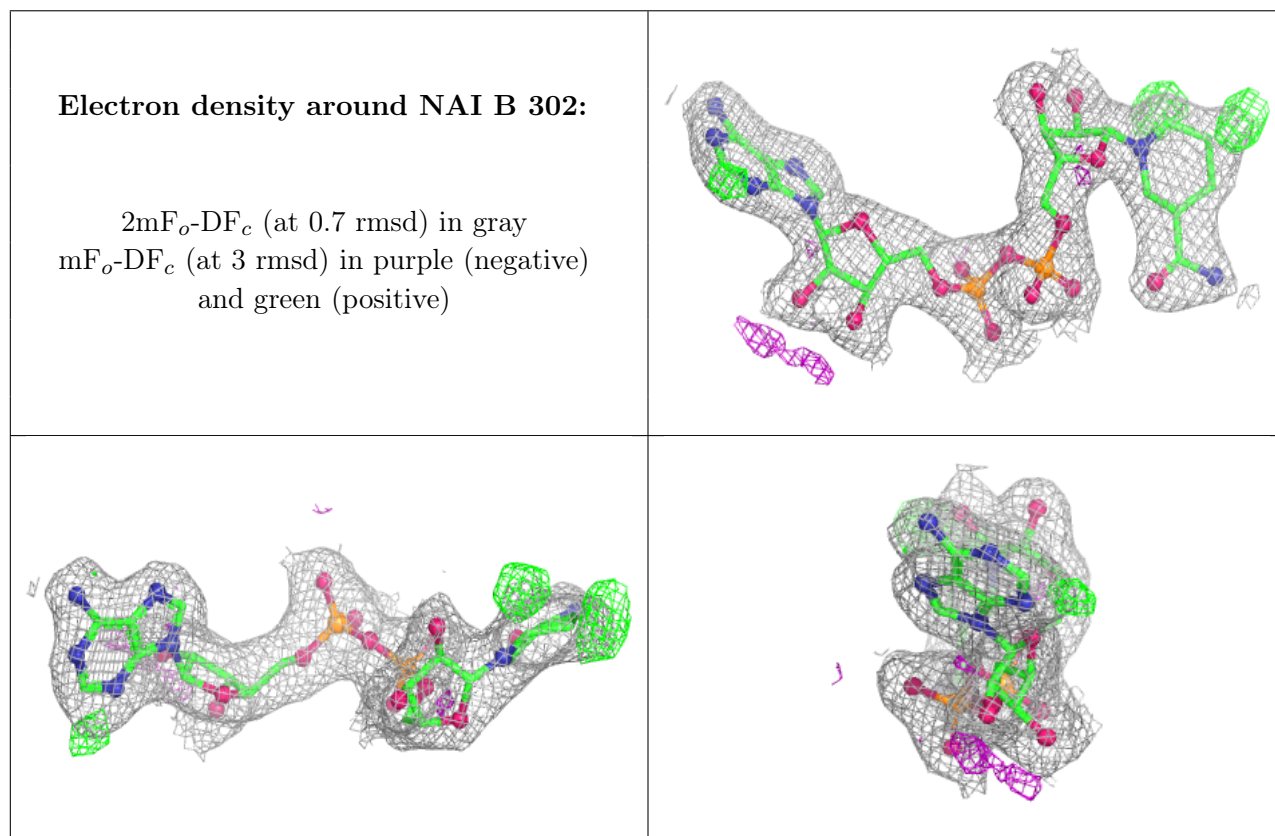 Electron density around NAI B 302:
2mFo-DFc (at 0.7 rmsd) in gray
mFo-DFc (at 3 rmsd) in purple (negative)
and green (positive)